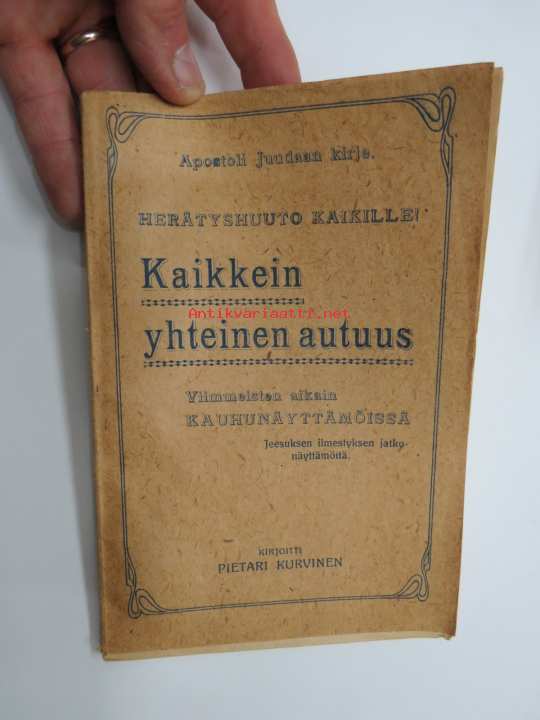 Apostoli Juudaan kirje.
HERÄTYSHUUTO KAIKILLE!
Kaikkein
Antikvariaatti.net
yhteinen autuus
Viimmeisten aikain
KAUHUNÄYTTÄMÖISSÄ
Jeesuksen ilmestyksen jatko-
näyttämöitä.
KIRJOITTI
PIETARI KURVINEN